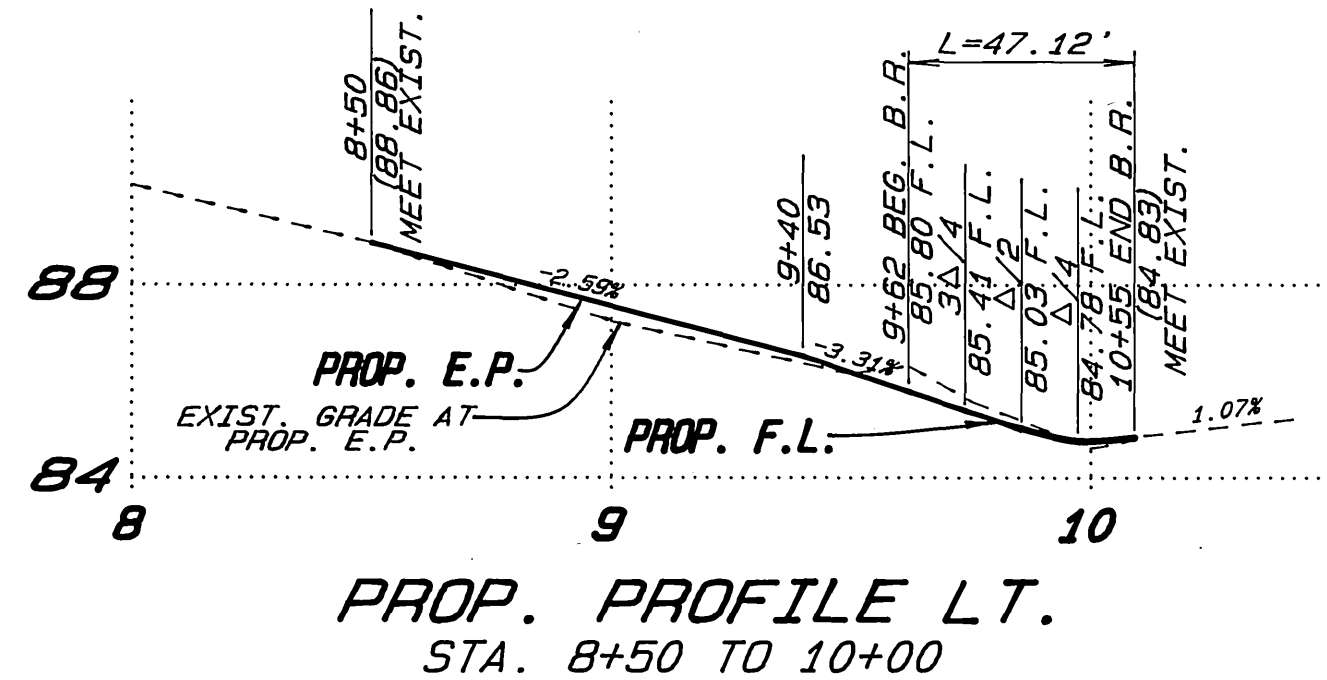 L=47.12'
8+50
(88.86)
MEET EXIST.
9+40
86.53
9+62 BEG. B.R.
85.80 F.L.
3△/4
85.41 F.L.
△/2
85.03 F.L.
△/4
84.78 F.L.
10+55 END B.R.
(84.83)
MEET EXIST.
88
-2.59%
-3.31%
PROP. E.P.
EXIST. GRADE AT
PROP. E.P.
PROP. F.L.
1.07%
84
8
9
10
PROP. PROFILE LT.
STA. 8+50 TO 10+00